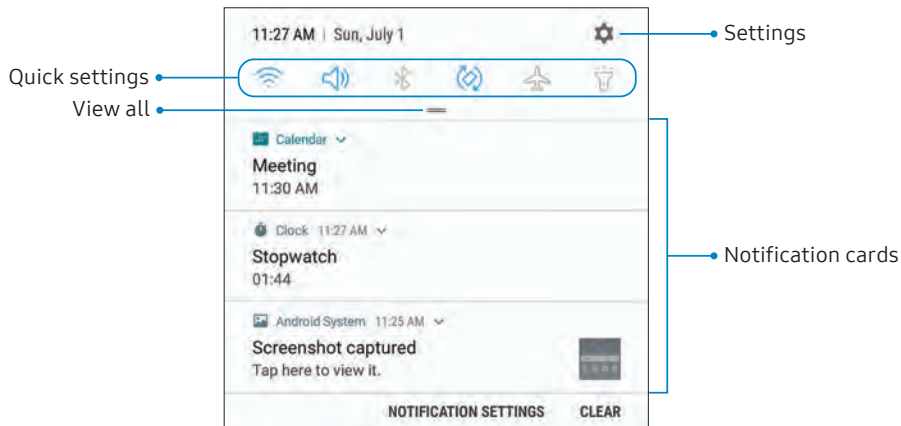 11:27 AM | Sun, July 1
Settings
Quick settings
View all
Calendar
Meeting
11:30 AM
Clock 11:27 AM
Stopwatch
01:44
Notification cards
Android System 11:25 AM
Screenshot captured
Tap here to view it.
NOTIFICATION SETTINGS CLEAR